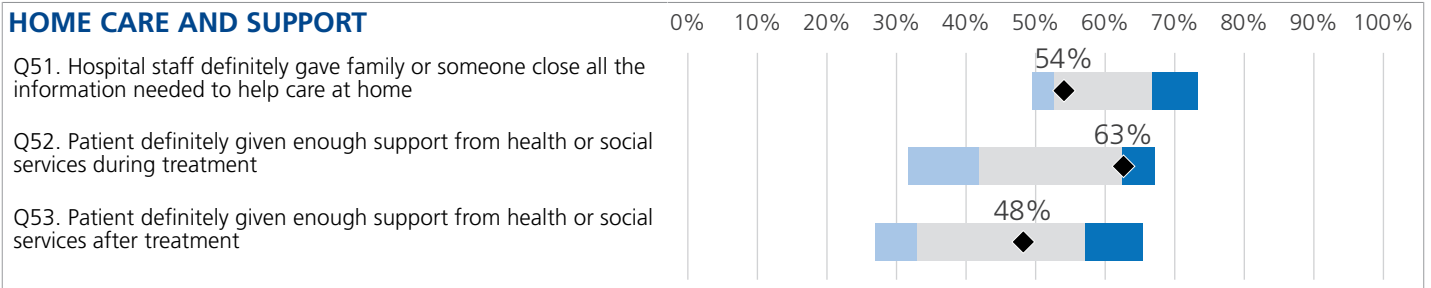 HOME CARE AND SUPPORT
0% 10% 20% 30% 40% 50% 60% 70% 80% 90% 100%
Q51. Hospital staff definitely gave family or someone close all the
information needed to help care at home
54%
Q52. Patient definitely given enough support from health or social
services during treatment
63%
Q53. Patient definitely given enough support from health or social
services after treatment
48%